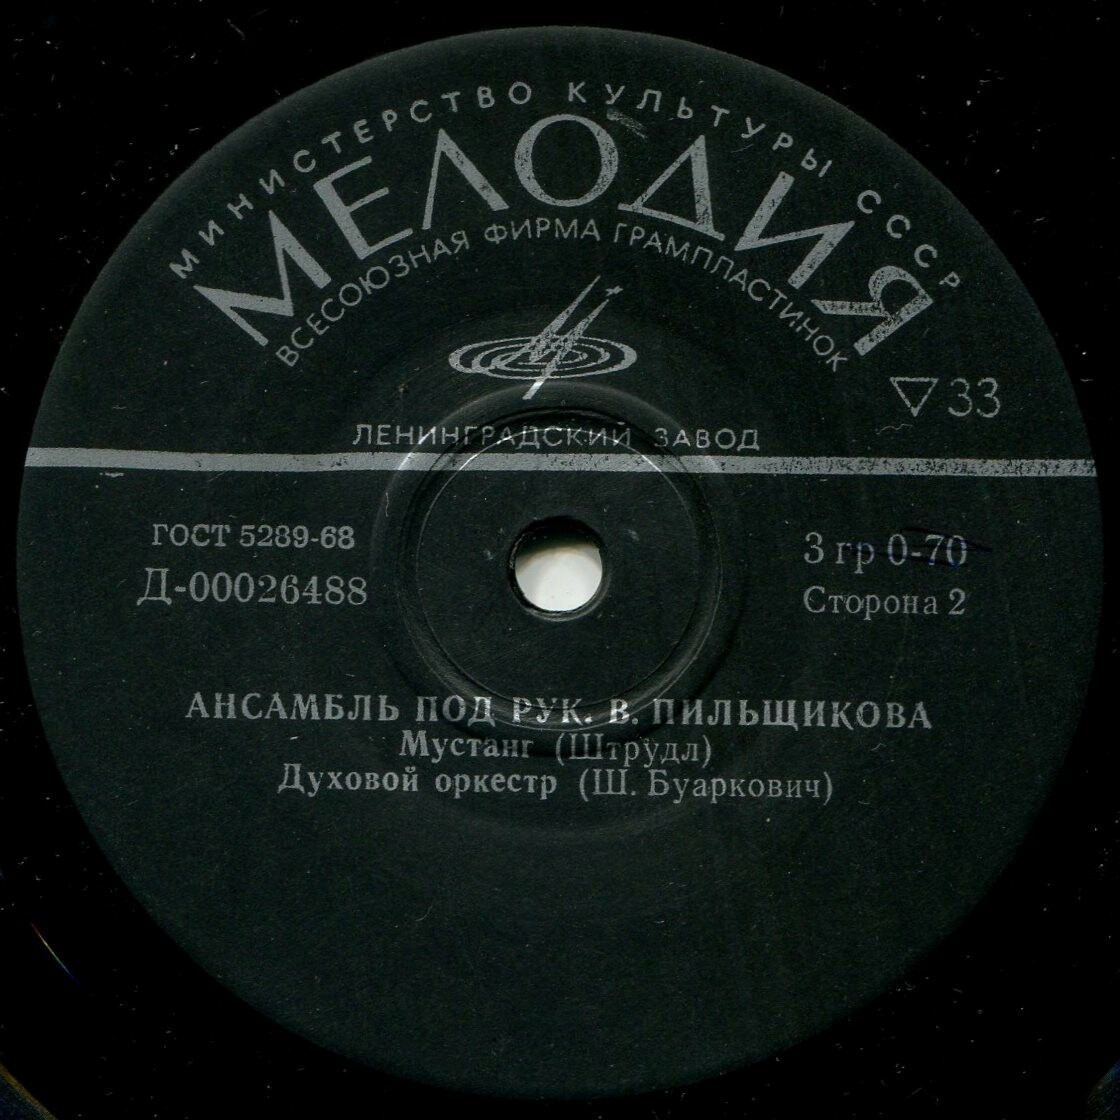 МИНИСТЕРСТВО КУЛЬТУРЫ СССР
МЕЛОДИЯ
ВСЕСОЮЗНАЯ ФИРМА ГРАМПЛАСТИНОК
33
ЛЕНИНГРАДСКИЙ ЗАВОД
ГОСТ 5289-68
Д-00026488
3 гр 0-70
Сторона 2
АНСАМБЛЬ ПОД РУК. В. ПИЛЬЩИКОВА
Мустанг (Штрудл)
Духовой оркестр (Ш. Буаркович)